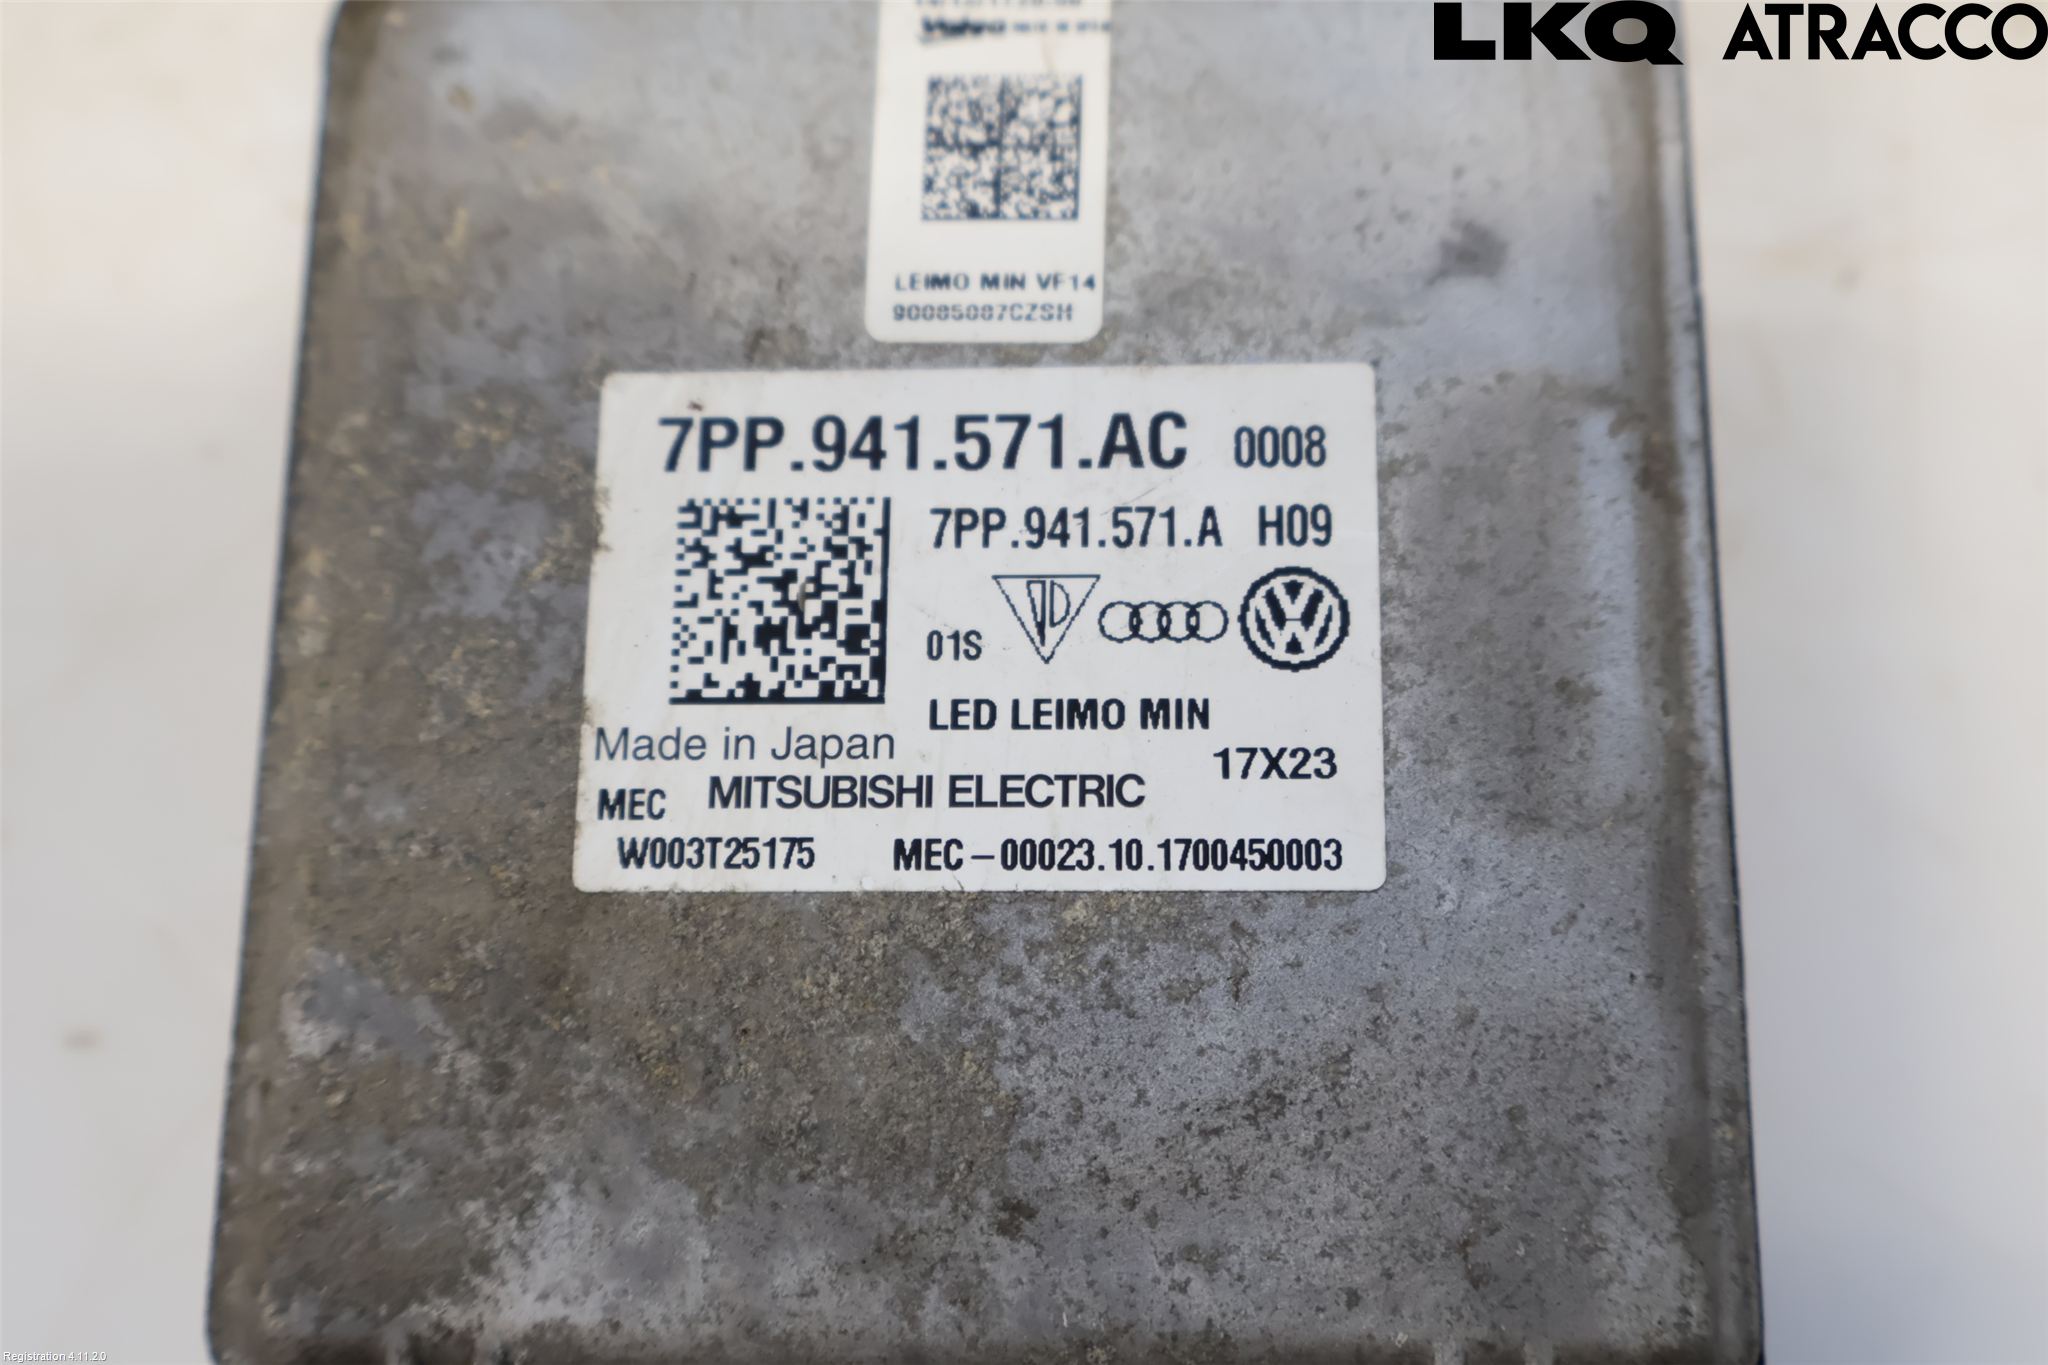 LKQ ATRACCO
Valeo
LEIMO MIN VF14
90085087CZSH
7PP.941.571.AC 0008
7PP.941.571.A H09
01S
LED LEIMO MIN
Made in Japan
17X23
MEC MITSUBISHI ELECTRIC
W003T25175 MEC-00023.10.1700450003
Registration 4.11.2.0